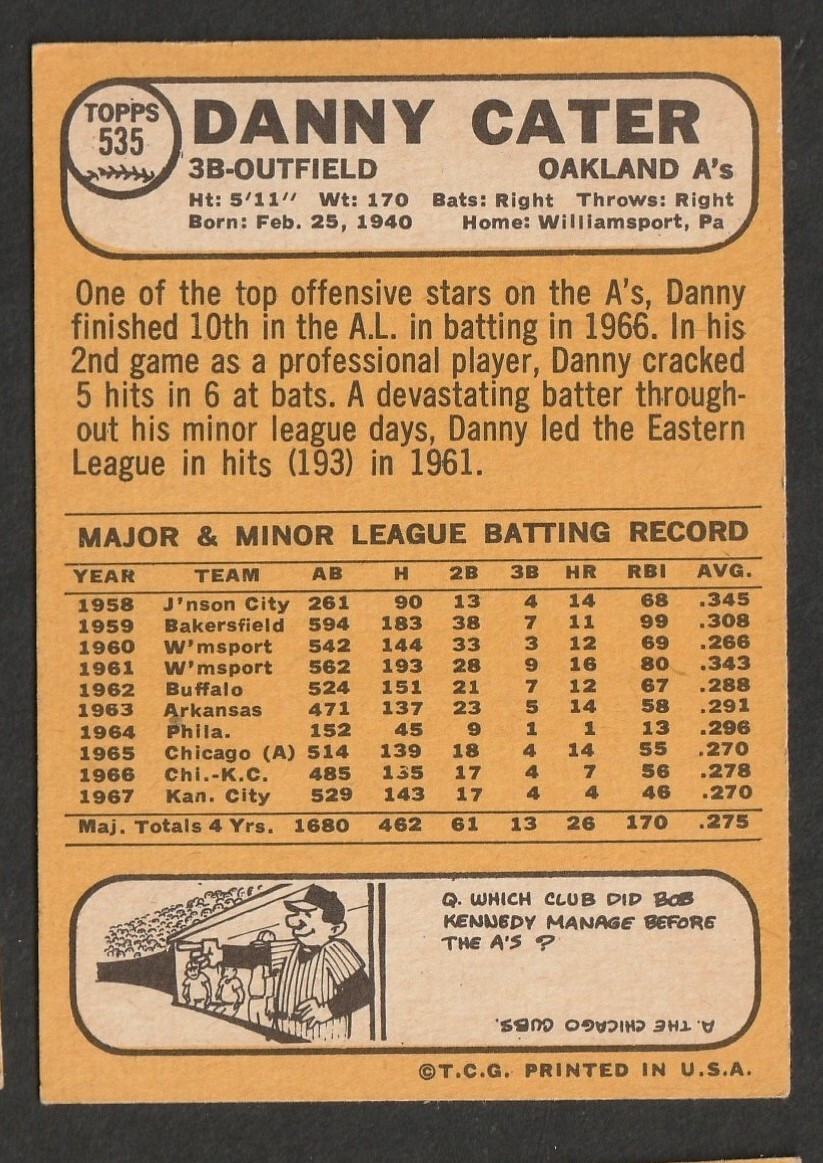 TOPPS
535
DANNY CATER
3B-OUTFIELD OAKLAND A's
Ht: 5'11" Wt: 170 Bats: Right Throws: Right
Born: Feb. 25, 1940 Home: Williamsport, Pa
One of the top offensive stars on the A's, Danny
finished 10th in the A.L. in batting in 1966. In his
2nd game as a professional player, Danny cracked
5 hits in 6 at bats. A devastating batter through-
out his minor league days, Danny led the Eastern
League in hits (193) in 1961.
MAJOR & MINOR LEAGUE BATTING RECORD
YEAR TEAM AB H 2B 3B HR RBI AVG.
1958 J'nson City 261 90 13 4 14 68 .345
1959 Bakersfield 594 183 38 7 11 99 .308
1960 W'msport 542 144 33 3 12 69 .266
1961 W'msport 562 193 28 9 16 80 .343
1962 Buffalo 524 151 21 7 12 67 .288
1963 Arkansas 471 137 23 5 14 58 .291
1964 Phila. 152 45 9 1 1 13 .296
1965 Chicago (A) 514 139 18 4 14 55 .270
1966 Chi.-K.C. 485 135 17 4 7 56 .278
1967 Kan. City 529 143 17 4 4 46 .270
Maj. Totals 4 Yrs. 1680 462 61 13 26 170 .275
Q. WHICH CLUB DID BOB
KENNEDY MANAGE BEFORE
THE A'S ?
A. THE CHICAGO CUBS.
©T.C.G. PRINTED IN U.S.A.